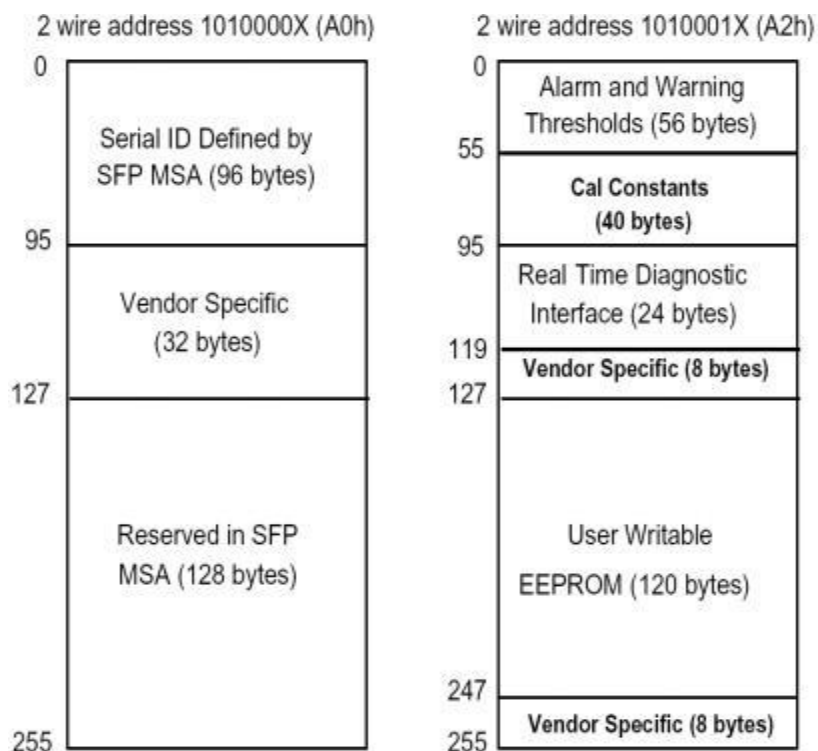 2 wire address 1010000X (A0h)
0
Serial ID Defined by
SFP MSA (96 bytes)
95
Vendor Specific
(32 bytes)
127
Reserved in SFP
MSA (128 bytes)
255
2 wire address 1010001X (A2h)
0
Alarm and Warning
Thresholds (56 bytes)
55
Cal Constants
(40 bytes)
95
Real Time Diagnostic
Interface (24 bytes)
119
Vendor Specific (8 bytes)
127
User Writable
EEPROM (120 bytes)
247
Vendor Specific (8 bytes)
255